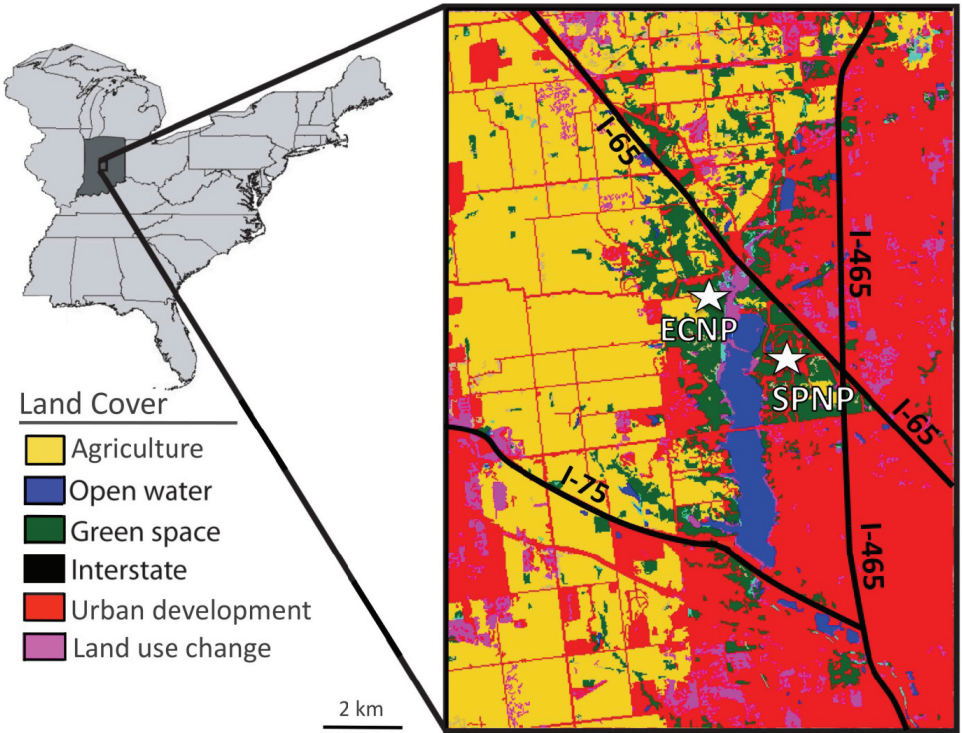 Land Cover
Agriculture
Open water
Green space
Interstate
Urban development
Land use change
2 km
I-65
I-465
ECNP
SPNP
I-65
I-75
I-465